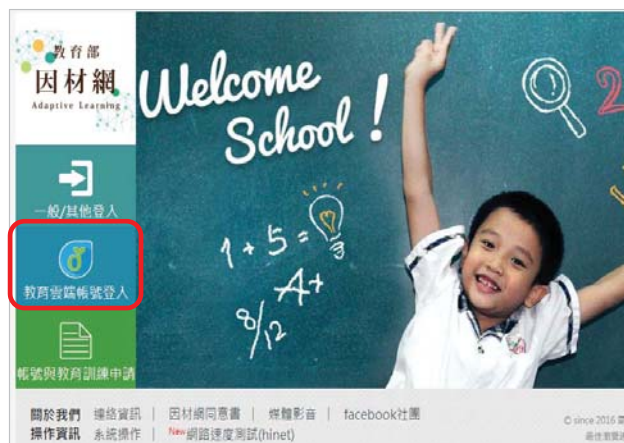 教育部
因材網
Adaptive Learning
Welcome
School !
2
1 + 5 =
A+
8/12
一般/其他登入
教育雲端帳號登入
帳號與教育訓練申請
關於我們 連絡資訊 | 因材網同意書 | 媒體影音 | facebook社團
操作資訊 系統操作 | New網路速度測試(hinet)
© since 2016